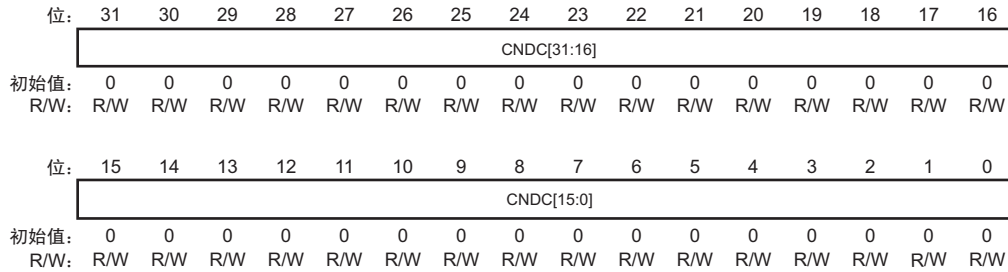 位： 31 30 29 28 27 26 25 24 23 22 21 20 19 18 17 16
CNDC[31:16]
初始值： 0 0 0 0 0 0 0 0 0 0 0 0 0 0 0 0
R/W： R/W R/W R/W R/W R/W R/W R/W R/W R/W R/W R/W R/W R/W R/W R/W R/W
位： 15 14 13 12 11 10 9 8 7 6 5 4 3 2 1 0
CNDC[15:0]
初始值： 0 0 0 0 0 0 0 0 0 0 0 0 0 0 0 0
R/W： R/W R/W R/W R/W R/W R/W R/W R/W R/W R/W R/W R/W R/W R/W R/W R/W